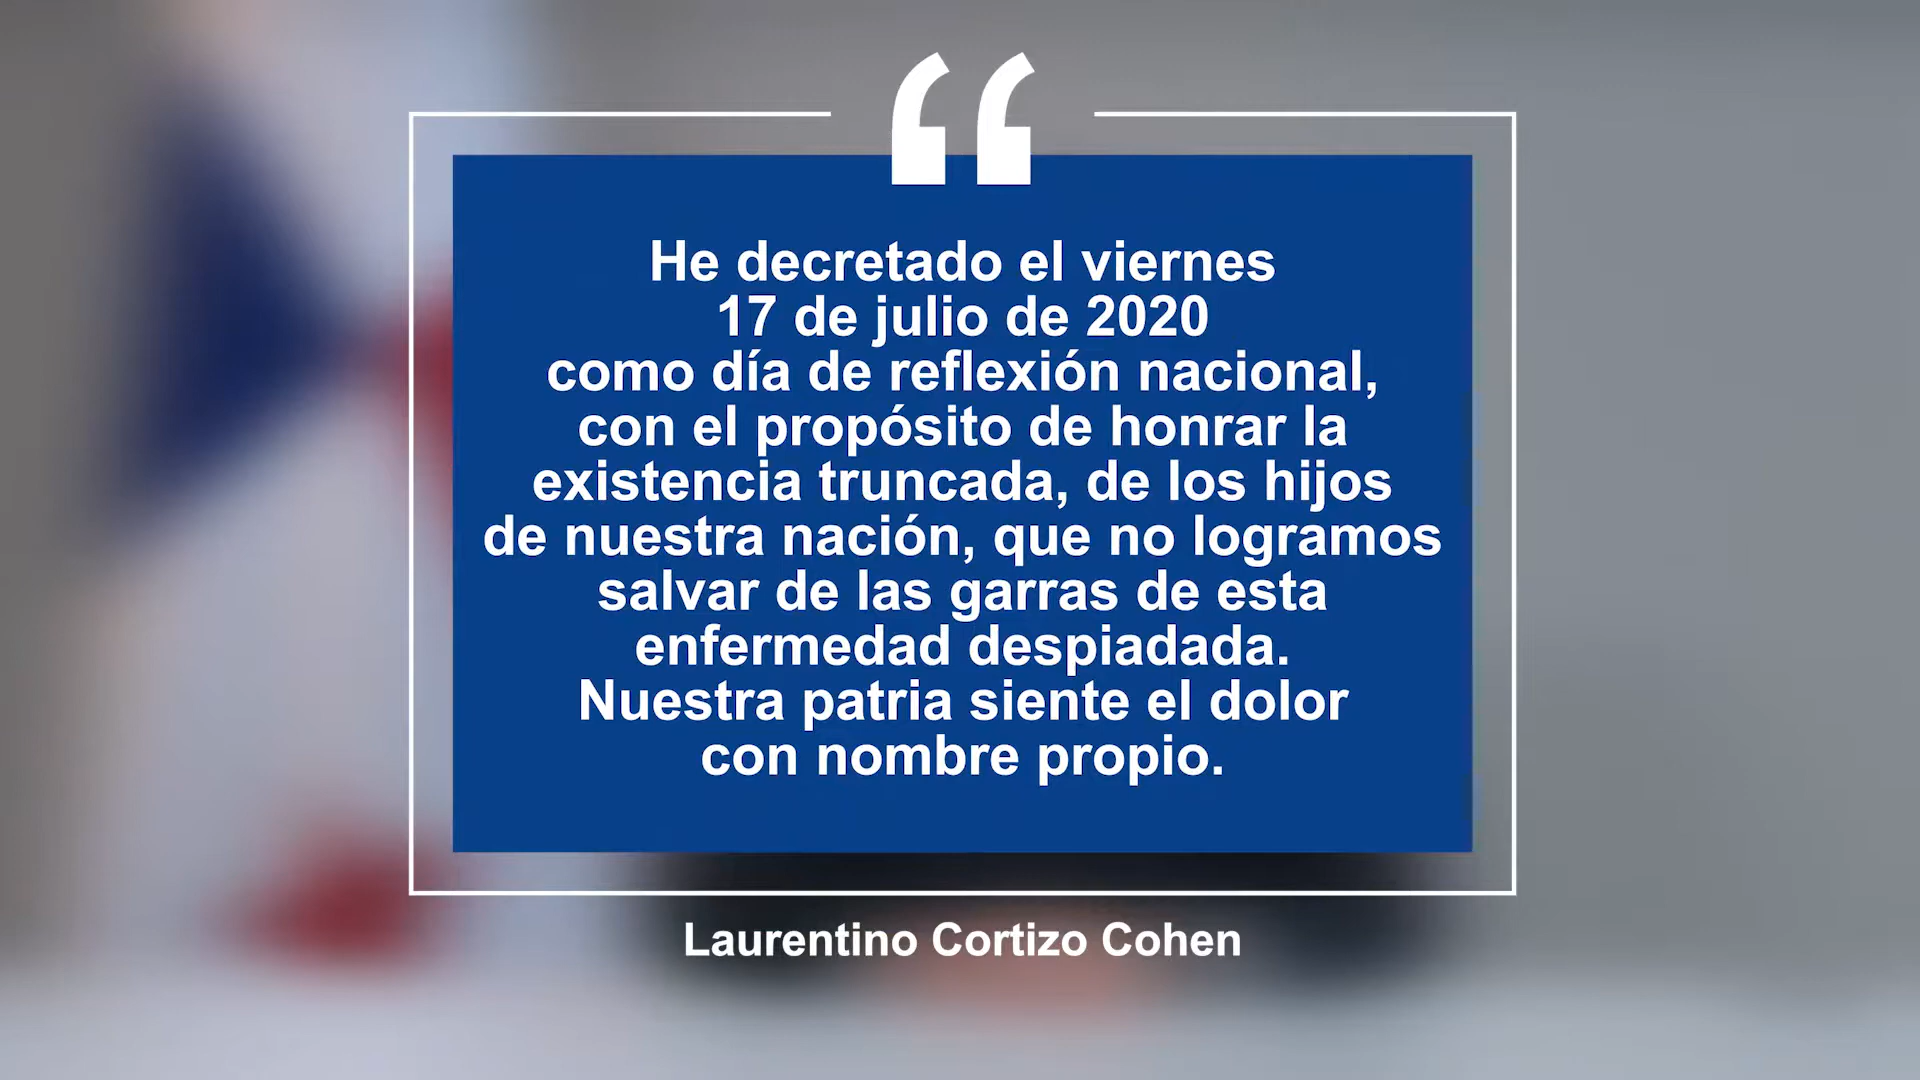 “
He decretado el viernes
17 de julio de 2020
como día de reflexión nacional,
con el propósito de honrar la
existencia truncada, de los hijos
de nuestra nación, que no logramos
salvar de las garras de esta
enfermedad despiadada.
Nuestra patria siente el dolor
con nombre propio.
Laurentino Cortizo Cohen